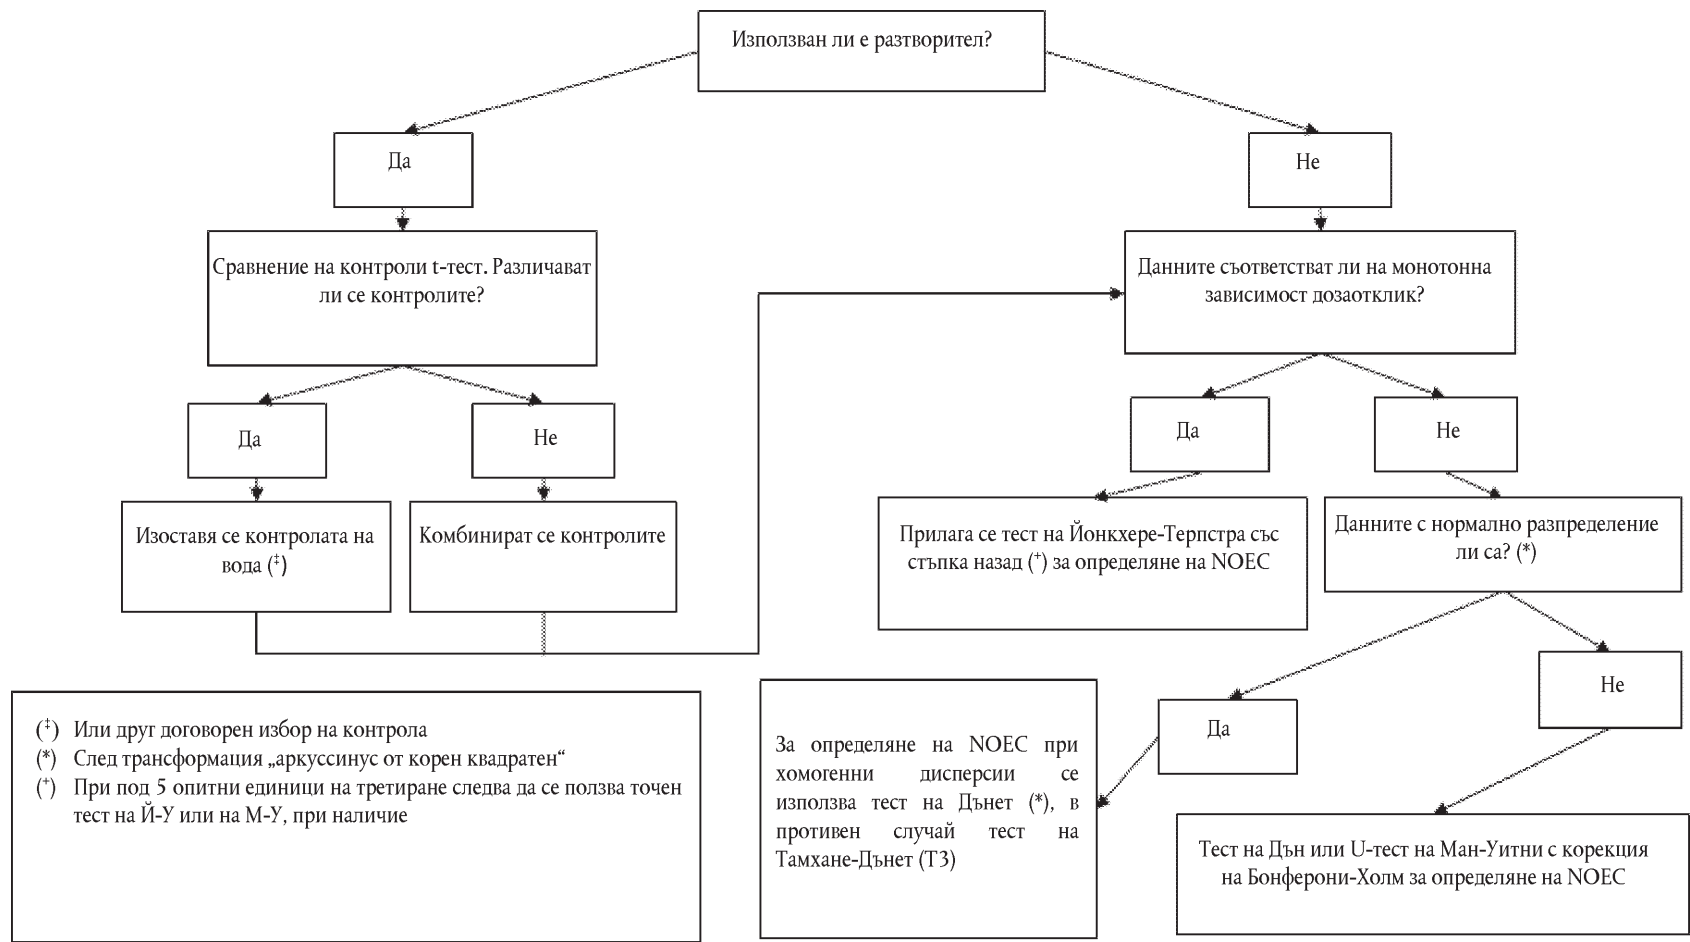 Използван ли е разтворител?
Да
Не
Сравнение на контроли t-тест. Различават
ли се контролите?
Данните съответстват ли на монотонна
зависимост дозаотклик?
Да
Не
Да
Не
Изоставя се контролата на
вода (‡)
Комбинират се контролите
Прилага се тест на Йонкхере-Терпстра със
стъпка назад (+) за определяне на NOEC
Данните с нормално разпределение
ли са? (*)
Да
Не
(‡) Или друг договорен избор на контрола
(*) След трансформация „аркуссинус от корен квадратен“
(+) При под 5 опитни единици на третиране следва да се ползва точен
тест на Й-У или на М-У, при наличие
За определяне на NOEC при
хомогенни дисперсии се
използва тест на Дънет (*), в
противен случай тест на
Тамхане-Дънет (Т3)
Тест на Дън или U-тест на Ман-Уитни с корекция
на Бонферони-Холм за определяне на NOEC